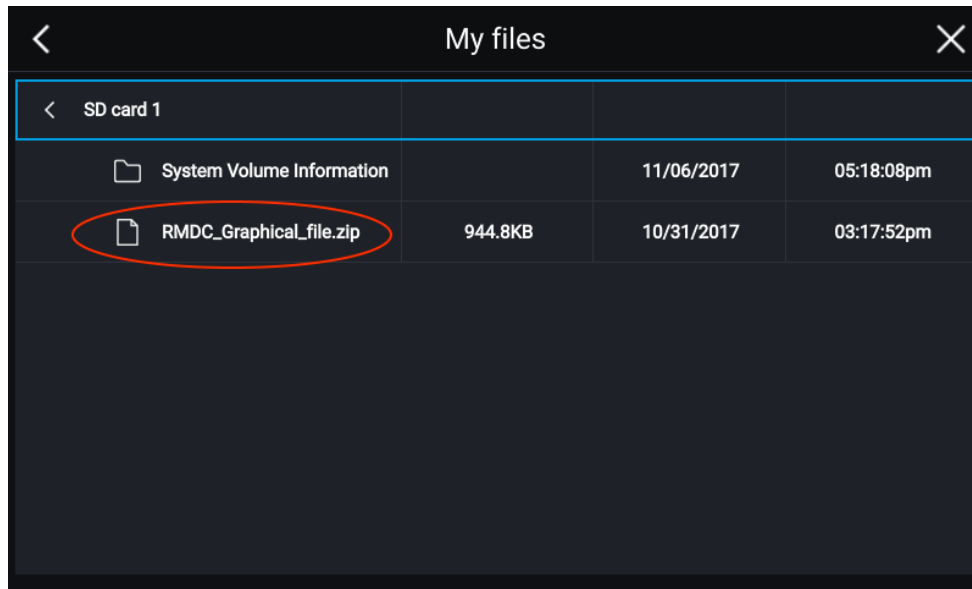 My files
SD card 1
System Volume Information 11/06/2017 05:18:08pm
RMDC_Graphical_file.zip 944.8KB 10/31/2017 03:17:52pm